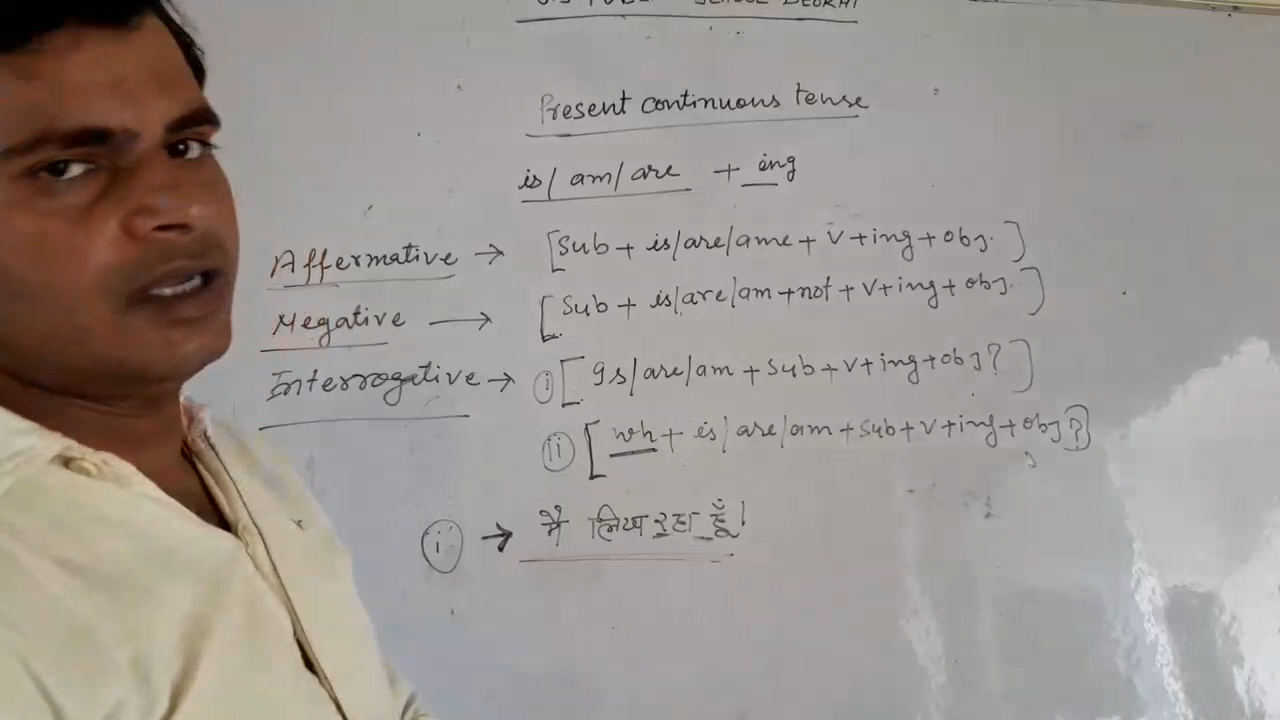 SCHOOL DEORHI
Present continuous tense
is/ am/ are + ing
Affermative → [Sub + is/are/ame + v + ing + obj.]
Negative → [Sub + is/are/am + not + v + ing + obj.]
Interrogative → i [Is/are/am + sub + v + ing + obj?]
ii [wh + is/are/am + sub + v + ing + obj?]
i → मैं लिख रहा हूँ।